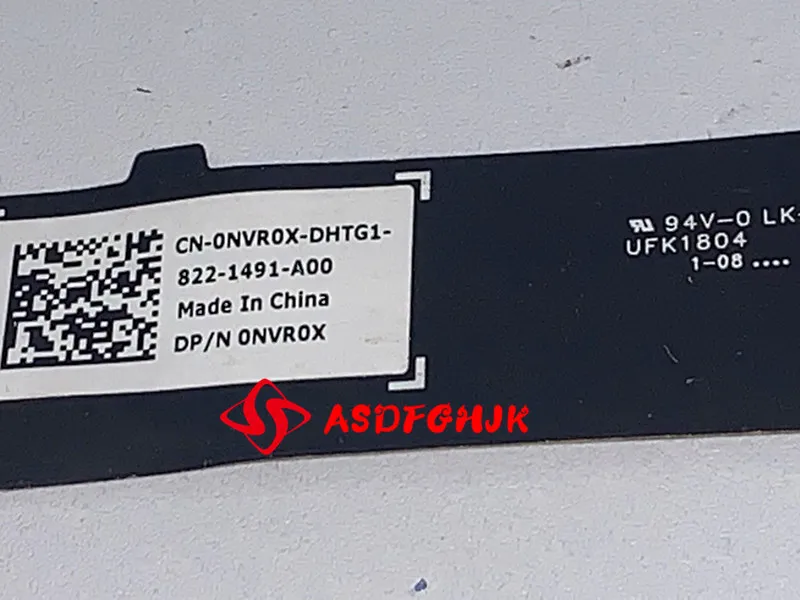 CN-0NVR0X-DHTG1-
822-1491-A00
Made In China
DP/N 0NVR0X
94V-0 LK-
UFK1804
1-08 ....
ASDFGHJK